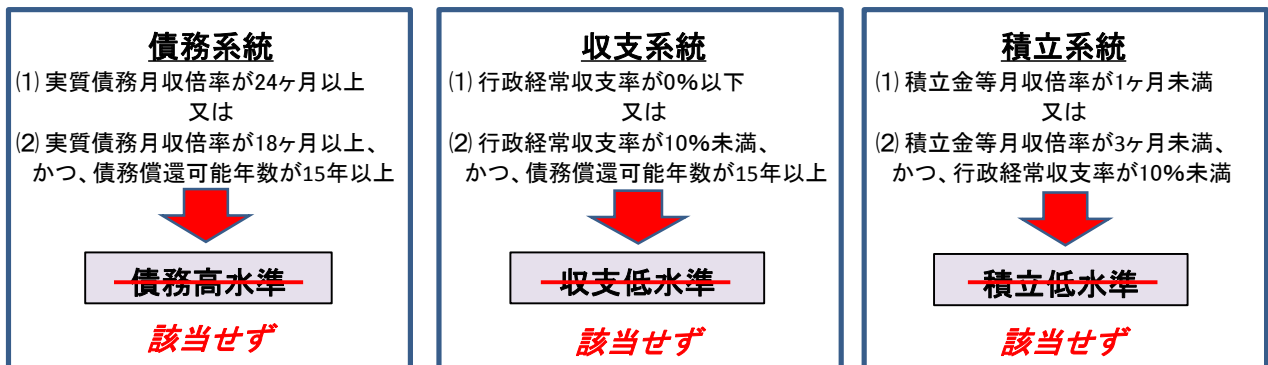 債務系統
⑴ 実質債務月収倍率が24ヶ月以上
又は
⑵ 実質債務月収倍率が18ヶ月以上、
かつ、債務償還可能年数が15年以上
債務高水準
該当せず
収支系統
⑴ 行政経常収支率が0%以下
又は
⑵ 行政経常収支率が10%未満、
かつ、債務償還可能年数が15年以上
収支低水準
該当せず
積立系統
⑴ 積立金等月収倍率が1ヶ月未満
又は
⑵ 積立金等月収倍率が3ヶ月未満、
かつ、行政経常収支率が10%未満
積立低水準
該当せず